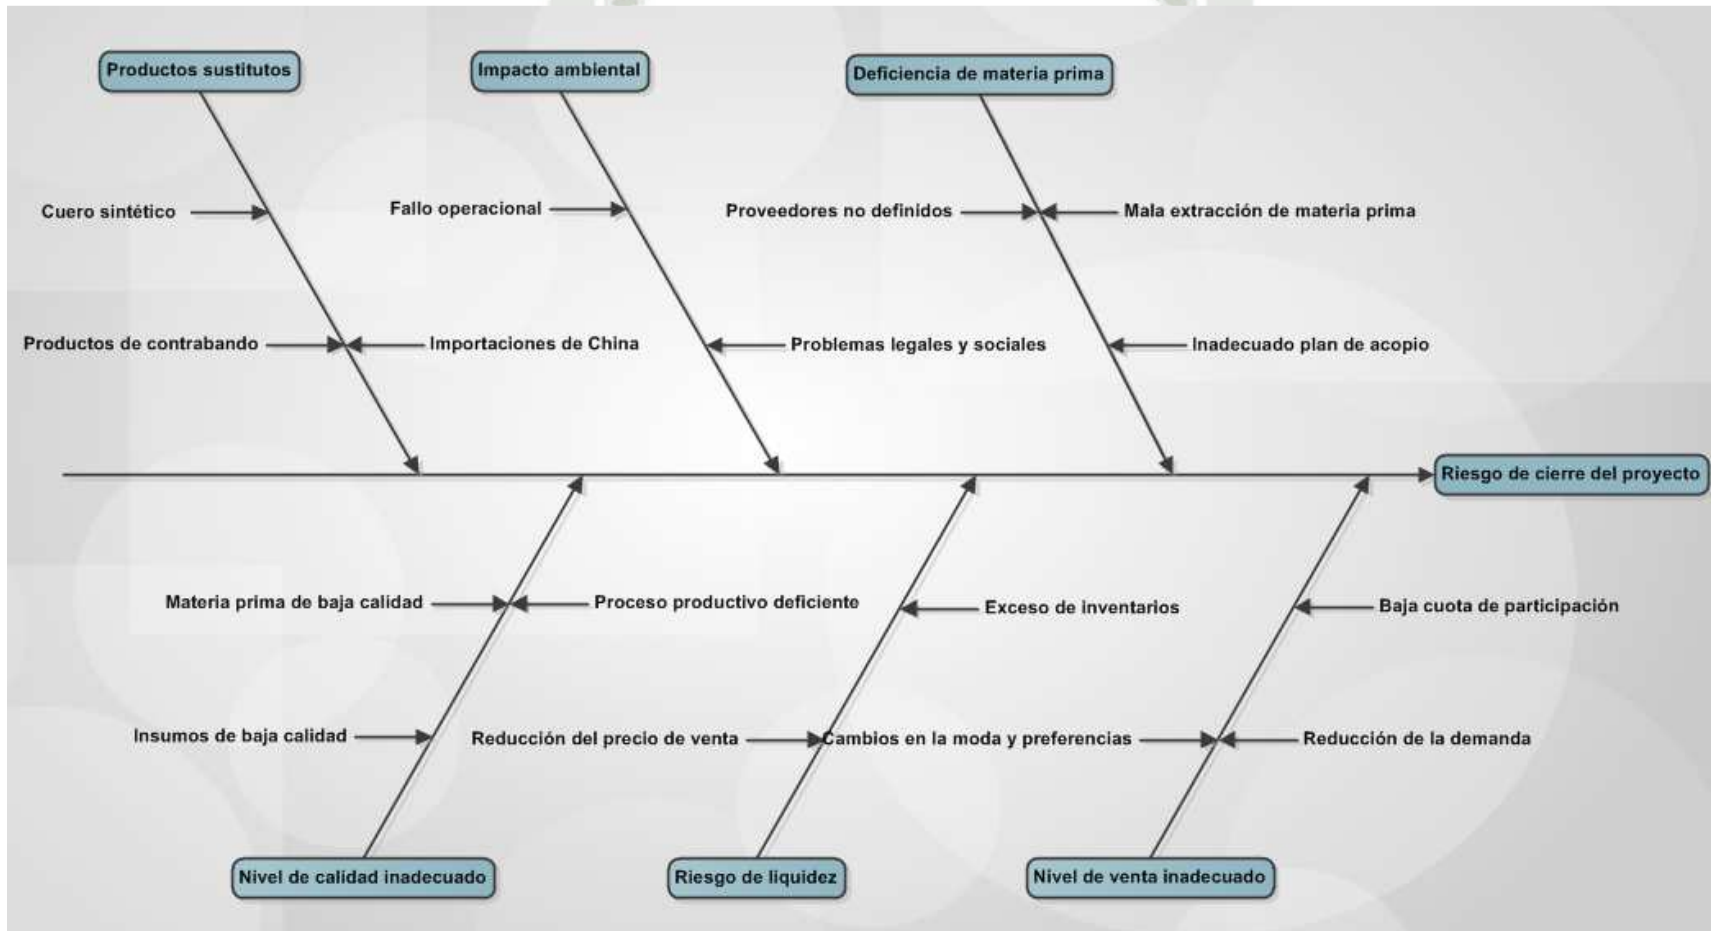 Productos sustitutos
Impacto ambiental
Deficiencia de materia prima
Cuero sintético
Fallo operacional
Proveedores no definidos
Mala extracción de materia prima
Productos de contrabando
Importaciones de China
Problemas legales y sociales
Inadecuado plan de acopio
Riesgo de cierre del proyecto
Materia prima de baja calidad
Proceso productivo deficiente
Exceso de inventarios
Baja cuota de participación
Insumos de baja calidad
Reducción del precio de venta
Cambios en la moda y preferencias
Reducción de la demanda
Nivel de calidad inadecuado
Riesgo de liquidez
Nivel de venta inadecuado